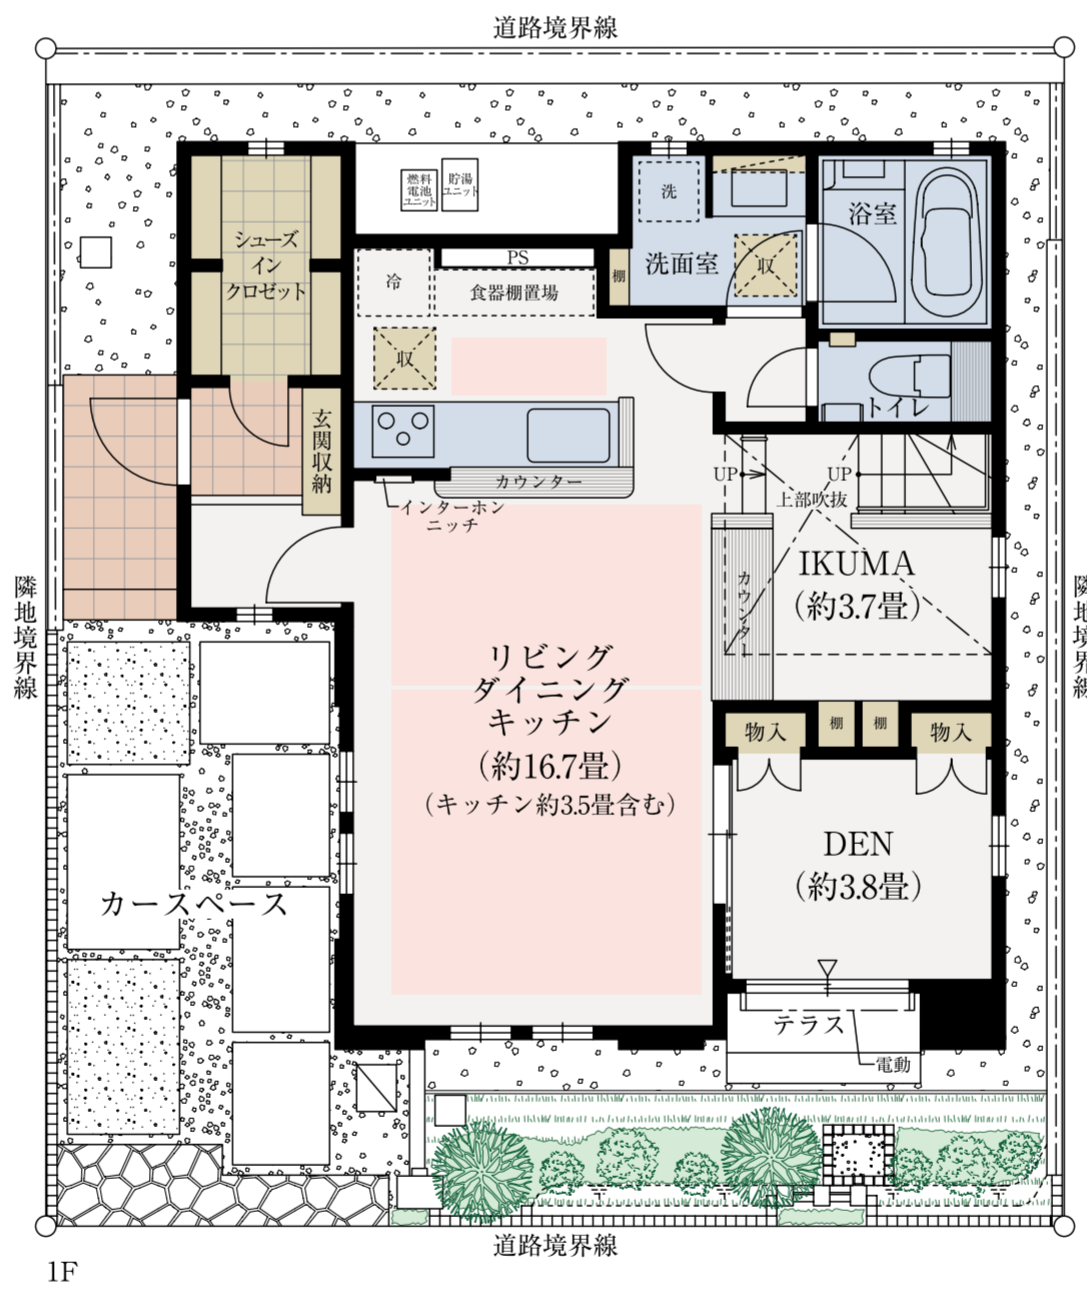 道路境界線
燃料
電池
ユニット
貯湯
ユニット
洗
浴室
シューズ
イン
クロゼット
冷
PS
食器棚置場
棚
洗面室
収
収
トイレ
玄関収納
カウンター
インターホン
ニッチ
UP
UP
上部吹抜
IKUMA
(約3.7畳)
カウンター
隣地境界線
隣地境界線
リビング
ダイニング
キッチン
(約16.7畳)
(キッチン約3.5畳含む)
物入
棚
棚
物入
DEN
(約3.8畳)
カースペース
テラス
電動
道路境界線
1F